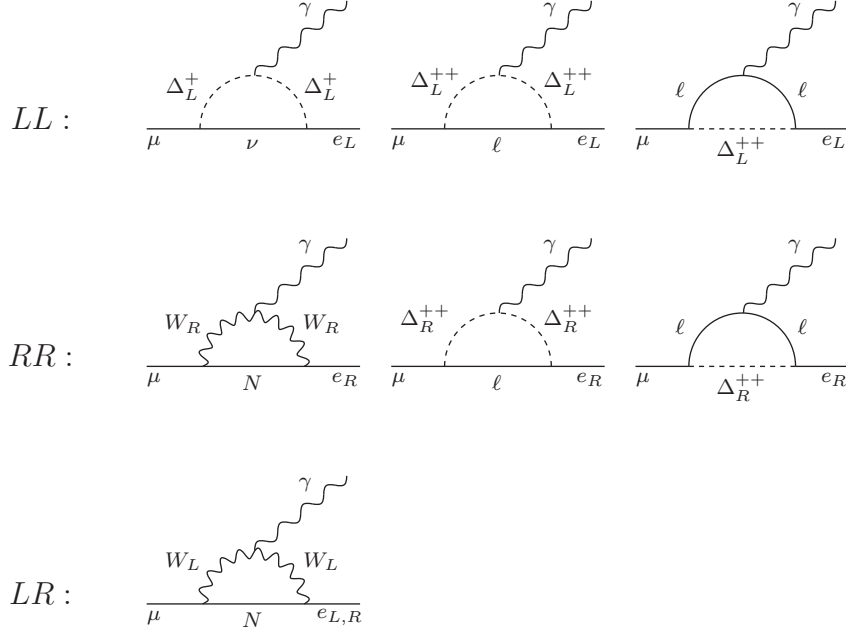 γ γ γ
Δ_L^+ Δ_L^+ Δ_L^{++} Δ_L^{++} ℓ ℓ
LL :
μ ν e_L μ ℓ e_L μ Δ_L^{++} e_L
γ γ γ
W_R W_R Δ_R^{++} Δ_R^{++} ℓ ℓ
RR :
μ N e_R μ ℓ e_R μ Δ_R^{++} e_R
γ
W_L W_L
LR :
μ N e_{L,R}